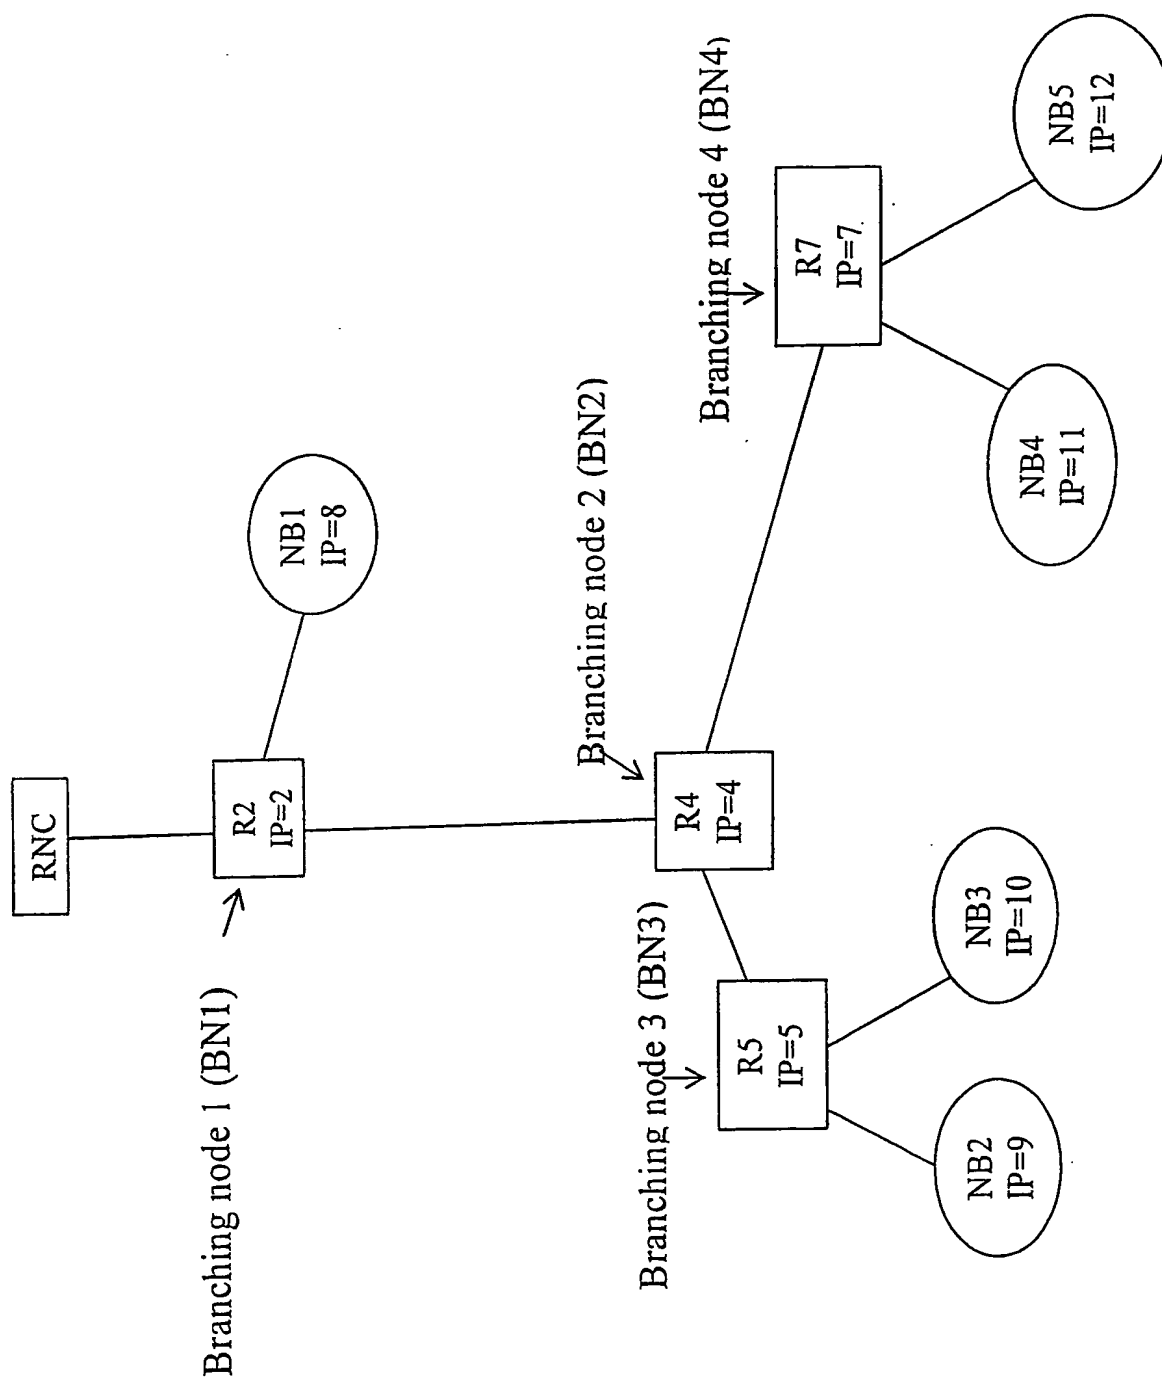 RNC
Branching node 1 (BN1)
R2
IP=2
NB1
IP=8
Branching node 2 (BN2)
R4
IP=4
Branching node 3 (BN3)
R5
IP=5
Branching node 4 (BN4)
R7
IP=7
NB2
IP=9
NB3
IP=10
NB4
IP=11
NB5
IP=12